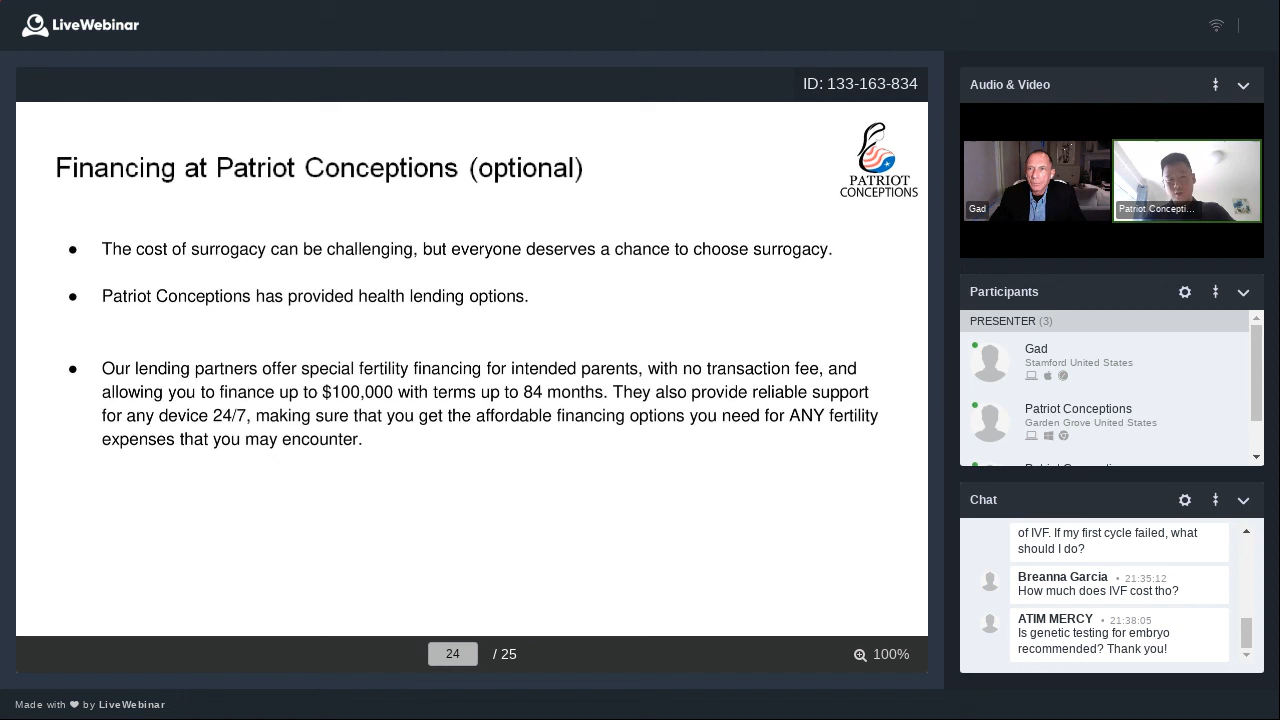 LiveWebinar
ID: 133-163-834
Financing at Patriot Conceptions (optional)
PATRIOT
CONCEPTIONS
● The cost of surrogacy can be challenging, but everyone deserves a chance to choose surrogacy.
● Patriot Conceptions has provided health lending options.
● Our lending partners offer special fertility financing for intended parents, with no transaction fee, and
allowing you to finance up to $100,000 with terms up to 84 months. They also provide reliable support
for any device 24/7, making sure that you get the affordable financing options you need for ANY fertility
expenses that you may encounter.
24 / 25
100%
Audio & Video
Gad
Patriot Concepti...
Participants
PRESENTER (3)
Gad
Stamford United States
Patriot Conceptions
Garden Grove United States
Chat
of IVF. If my first cycle failed, what
should I do?
Breanna Garcia • 21:35:12
How much does IVF cost tho?
ATIM MERCY • 21:38:05
Is genetic testing for embryo
recommended? Thank you!
Made with ❤ by LiveWebinar